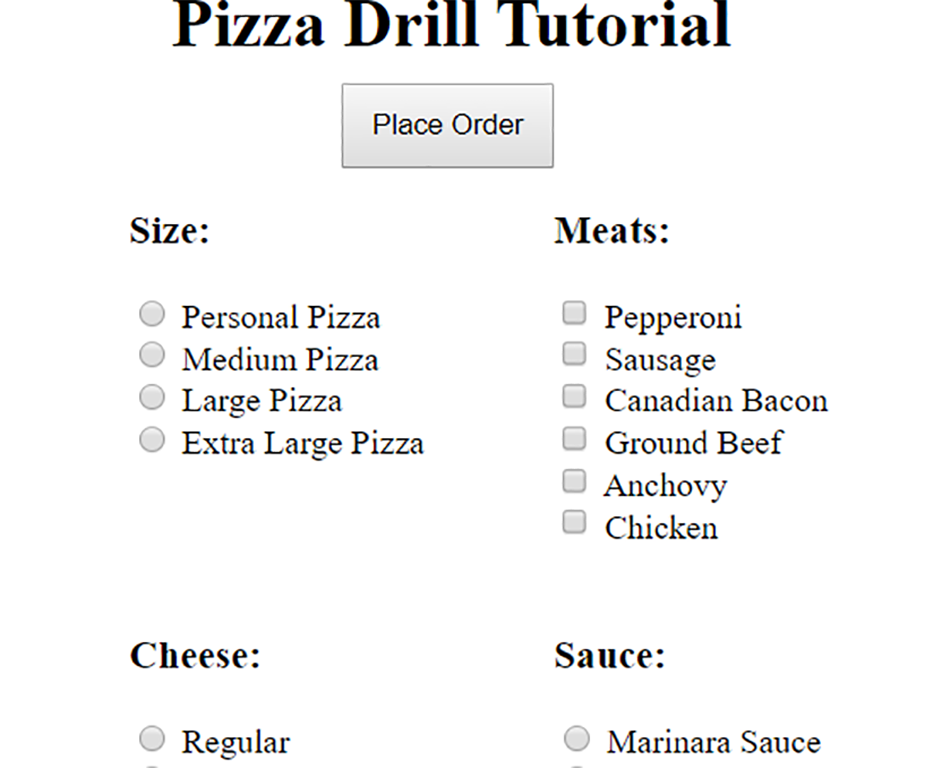 Pizza Drill Tutorial
Place Order
Size:
Personal Pizza
Medium Pizza
Large Pizza
Extra Large Pizza
Meats:
Pepperoni
Sausage
Canadian Bacon
Ground Beef
Anchovy
Chicken
Cheese:
Regular
Sauce:
Marinara Sauce